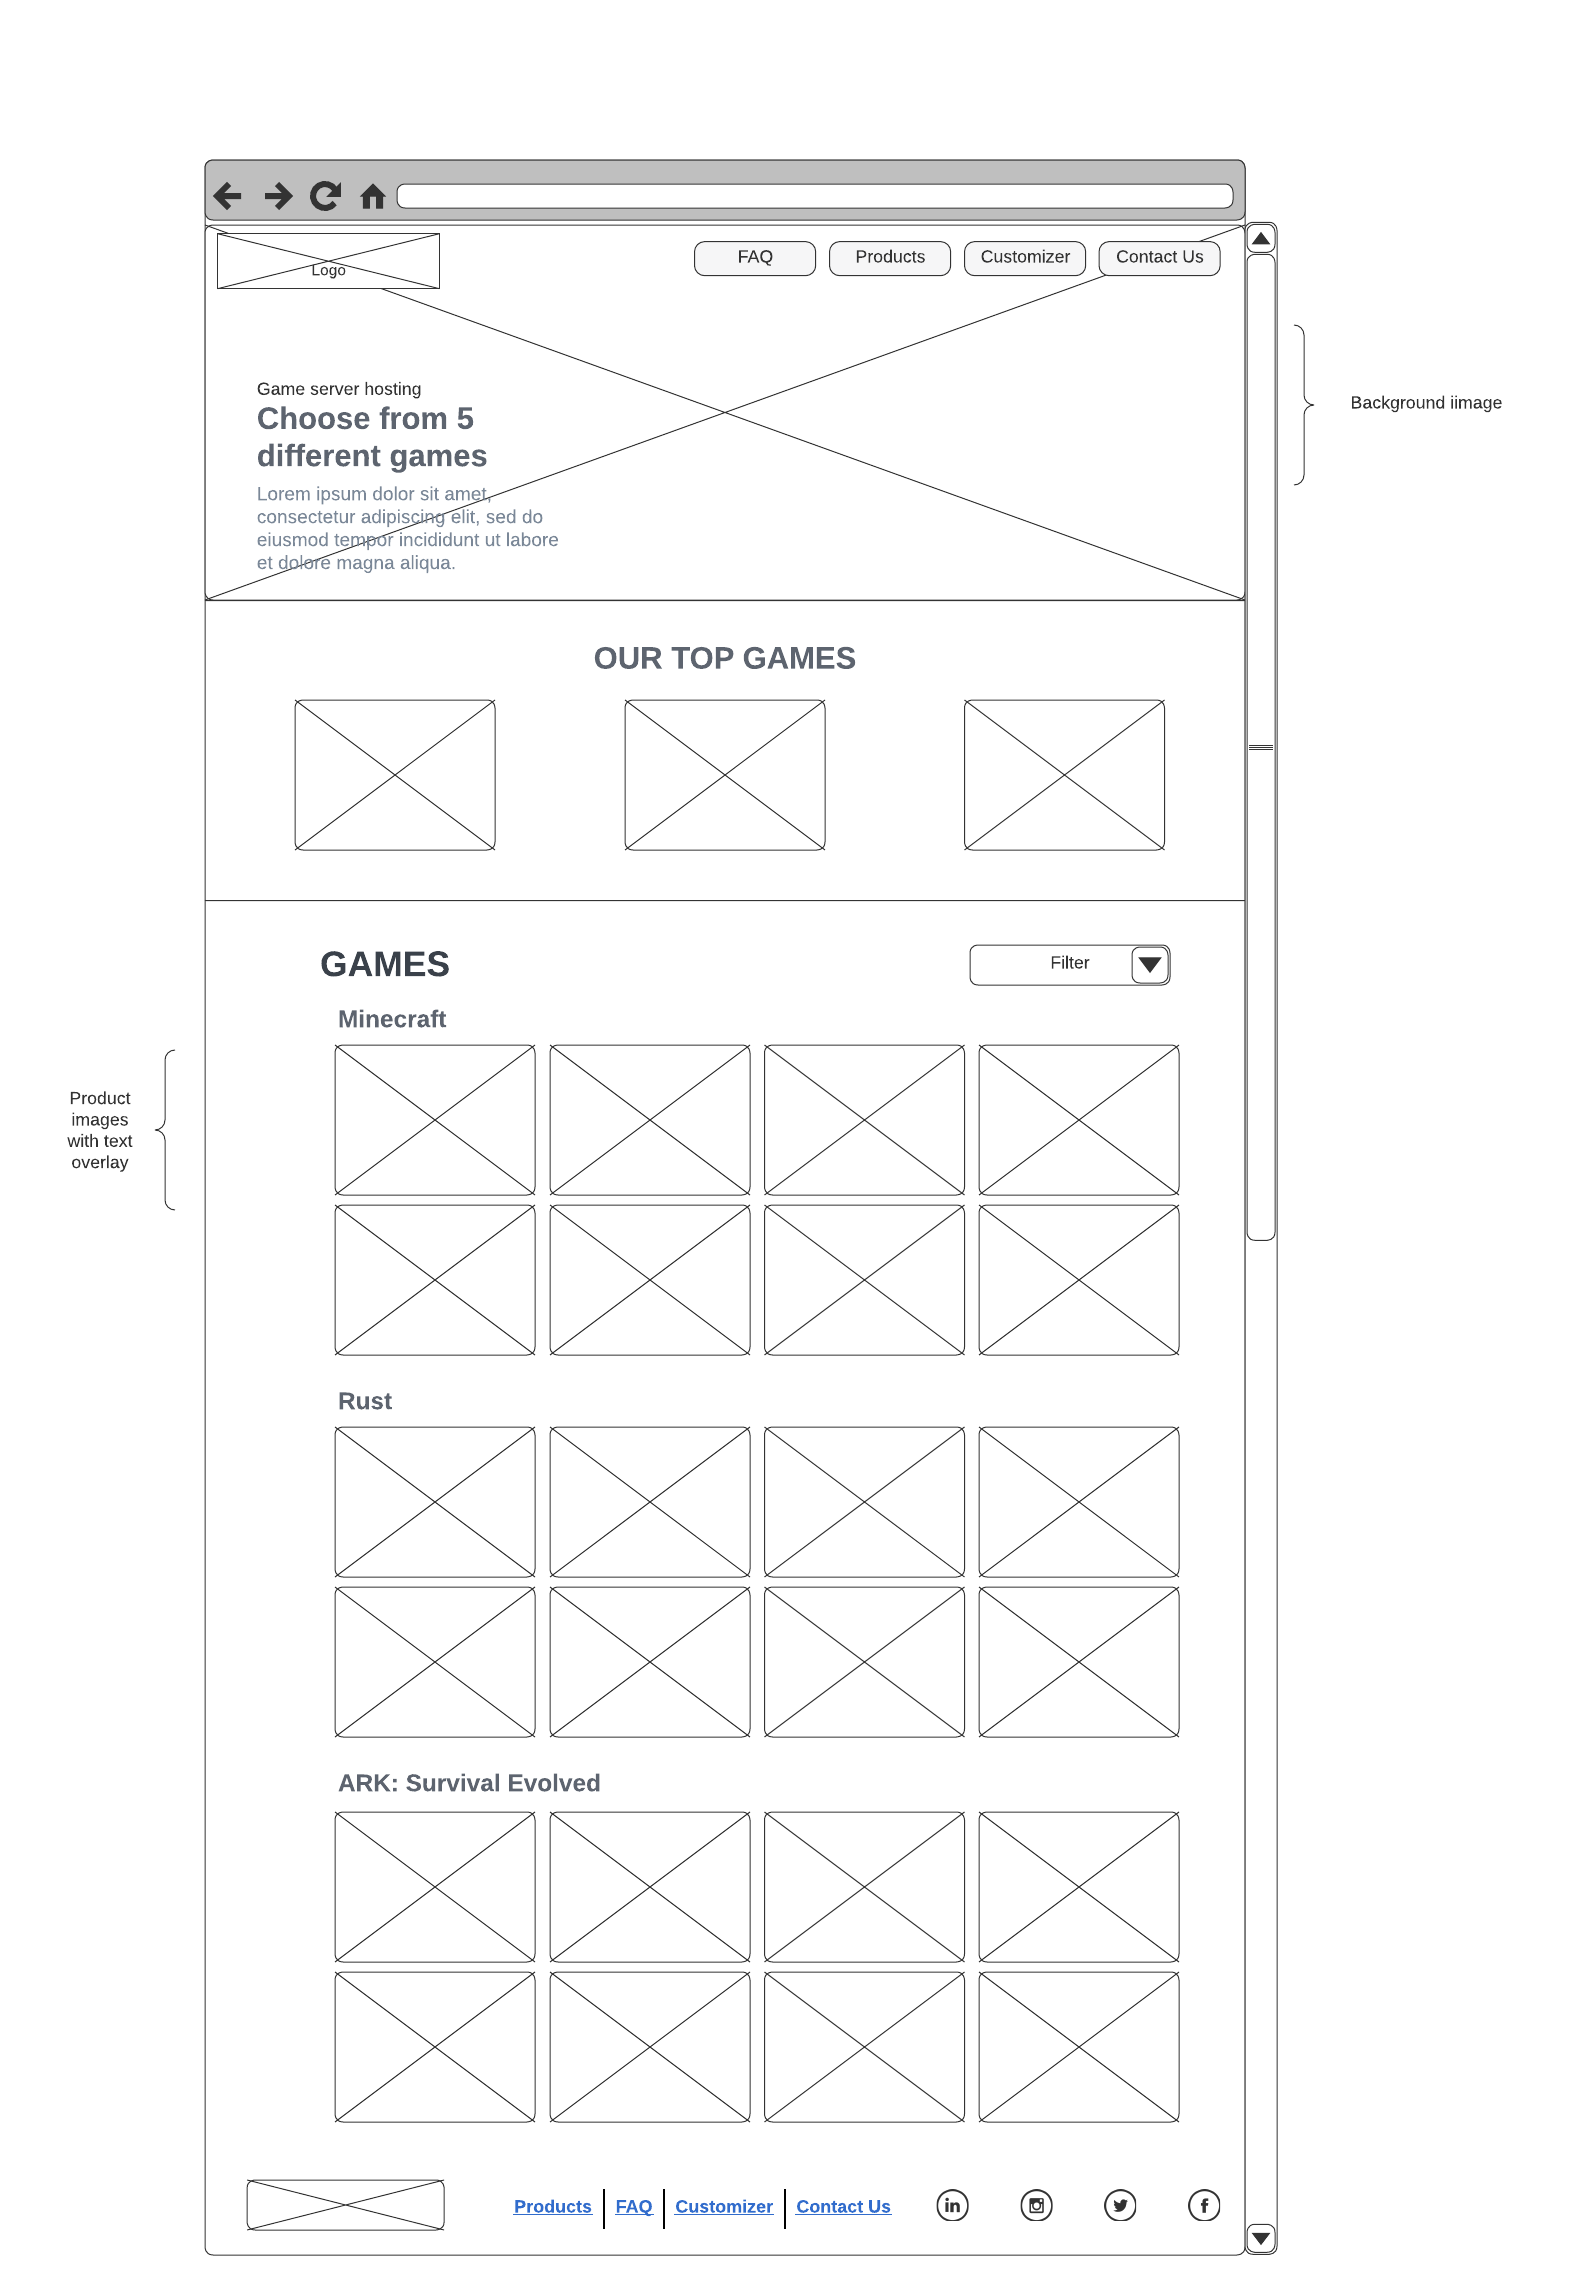 Logo
FAQ
Products
Customizer
Contact Us
Game server hosting
Choose from 5
different games
Lorem ipsum dolor sit amet,
consectetur adipiscing elit, sed do
eiusmod tempor incididunt ut labore
et dolore magna aliqua.
Background iimage
OUR TOP GAMES
GAMES
Filter
Minecraft
Product
images
with text
overlay
Rust
ARK: Survival Evolved
Products
FAQ
Customizer
Contact Us